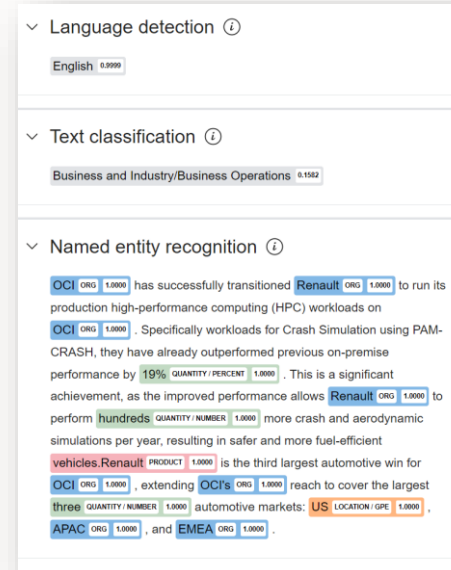 Language detection
English 0.9999
Text classification
Business and Industry/Business Operations 0.1582
Named entity recognition
OCI ORG 1.0000 has successfully transitioned Renault ORG 1.0000 to run its
production high-performance computing (HPC) workloads on
OCI ORG 1.0000 . Specifically workloads for Crash Simulation using PAM-
CRASH, they have already outperformed previous on-premise
performance by 19% QUANTITY / PERCENT 1.0000 . This is a significant
achievement, as the improved performance allows Renault ORG 1.0000 to
perform hundreds QUANTITY / NUMBER 1.0000 more crash and aerodynamic
simulations per year, resulting in safer and more fuel-efficient
vehicles.Renault PRODUCT 1.0000 is the third largest automotive win for
OCI ORG 1.0000 , extending OCI's ORG 1.0000 reach to cover the largest
three QUANTITY / NUMBER 1.0000 automotive markets: US LOCATION / GPE 1.0000 ,
APAC ORG 1.0000 , and EMEA ORG 1.0000 .